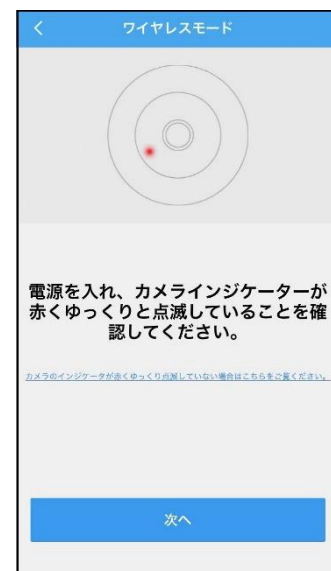 ワイヤレスモード
電源を入れ、カメラインジケーターが
赤くゆっくりと点滅していることを確
認してください。
カメラのインジケータが赤くゆっくり点滅していない場合はこちらをご覧ください。
次へ